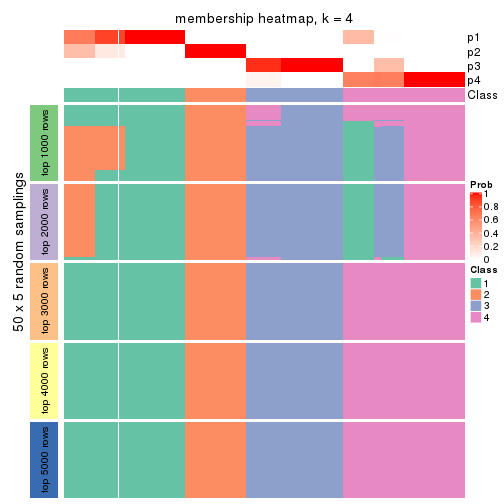 membership heatmap, k = 4
p1
p2
p3
p4
Class
50 x 5 random samplings
top 1000 rows
top 2000 rows
top 3000 rows
top 4000 rows
top 5000 rows
Prob
1
0.8
0.6
0.4
0.2
0
Class
1
2
3
4